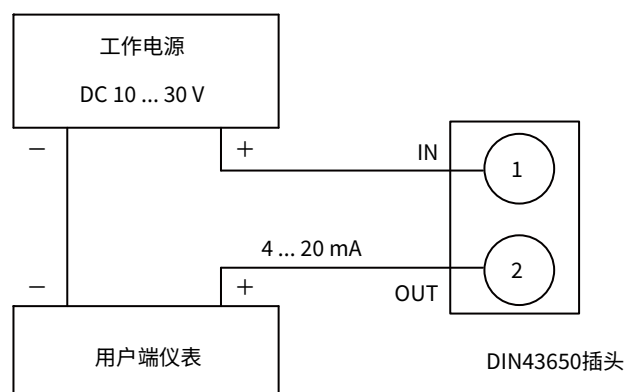 工作电源
DC 10 ... 30 V
− +
IN
1
4 ... 20 mA
2
− +
OUT
用户端仪表
DIN43650插头